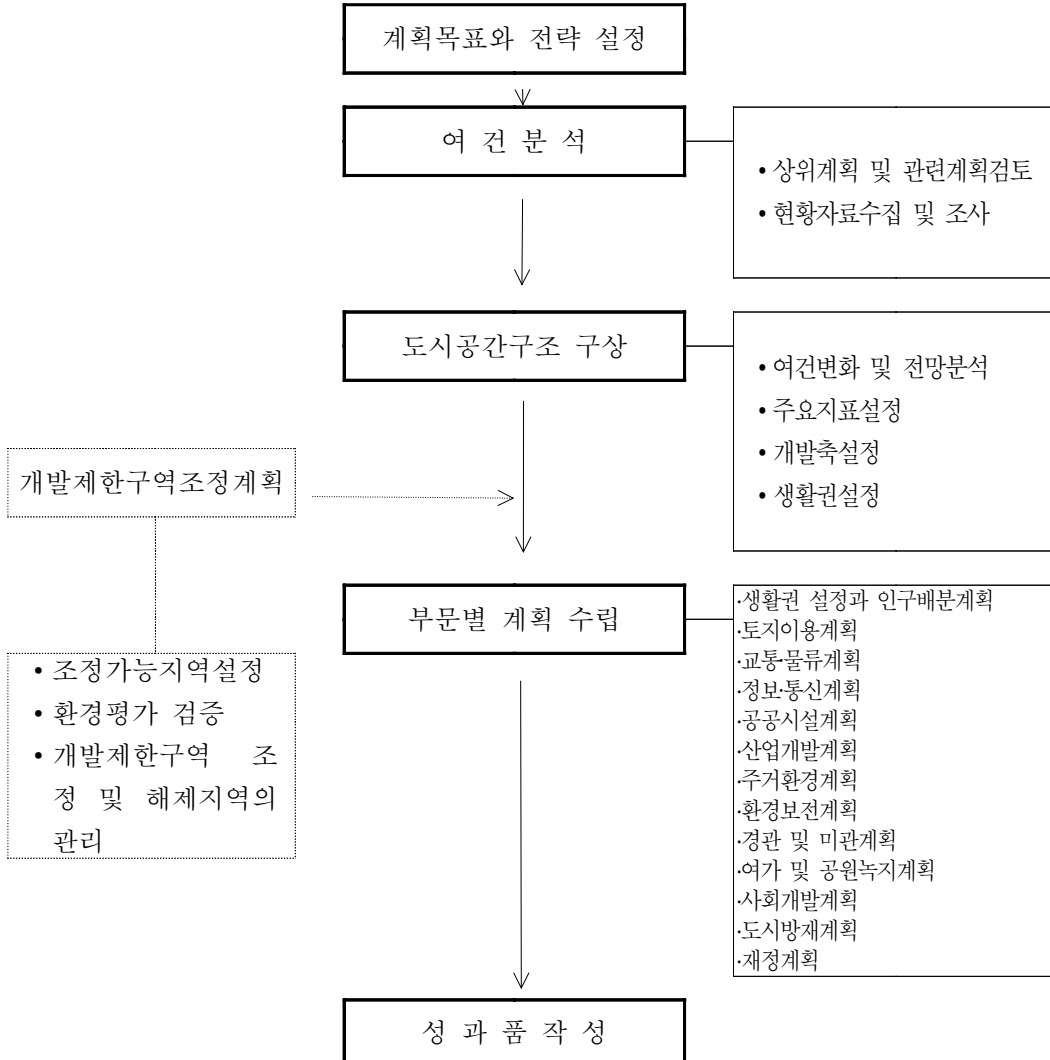 계획목표와 전략 설정
여 건 분 석
• 상위계획 및 관련계획검토
• 현황자료수집 및 조사
도시공간구조 구상
• 여건변화 및 전망분석
• 주요지표설정
• 개발축설정
• 생활권설정
개발제한구역조정계획
• 조정가능지역설정
• 환경평가 검증
• 개발제한구역 조
정 및 해제지역의
관리
부문별 계획 수립
·생활권 설정과 인구배분계획
·토지이용계획
·교통·물류계획
·정보·통신계획
·공공시설계획
·산업개발계획
·주거환경계획
·환경보전계획
·경관 및 미관계획
·여가 및 공원녹지계획
·사회개발계획
·도시방재계획
·재정계획
성 과 품 작 성